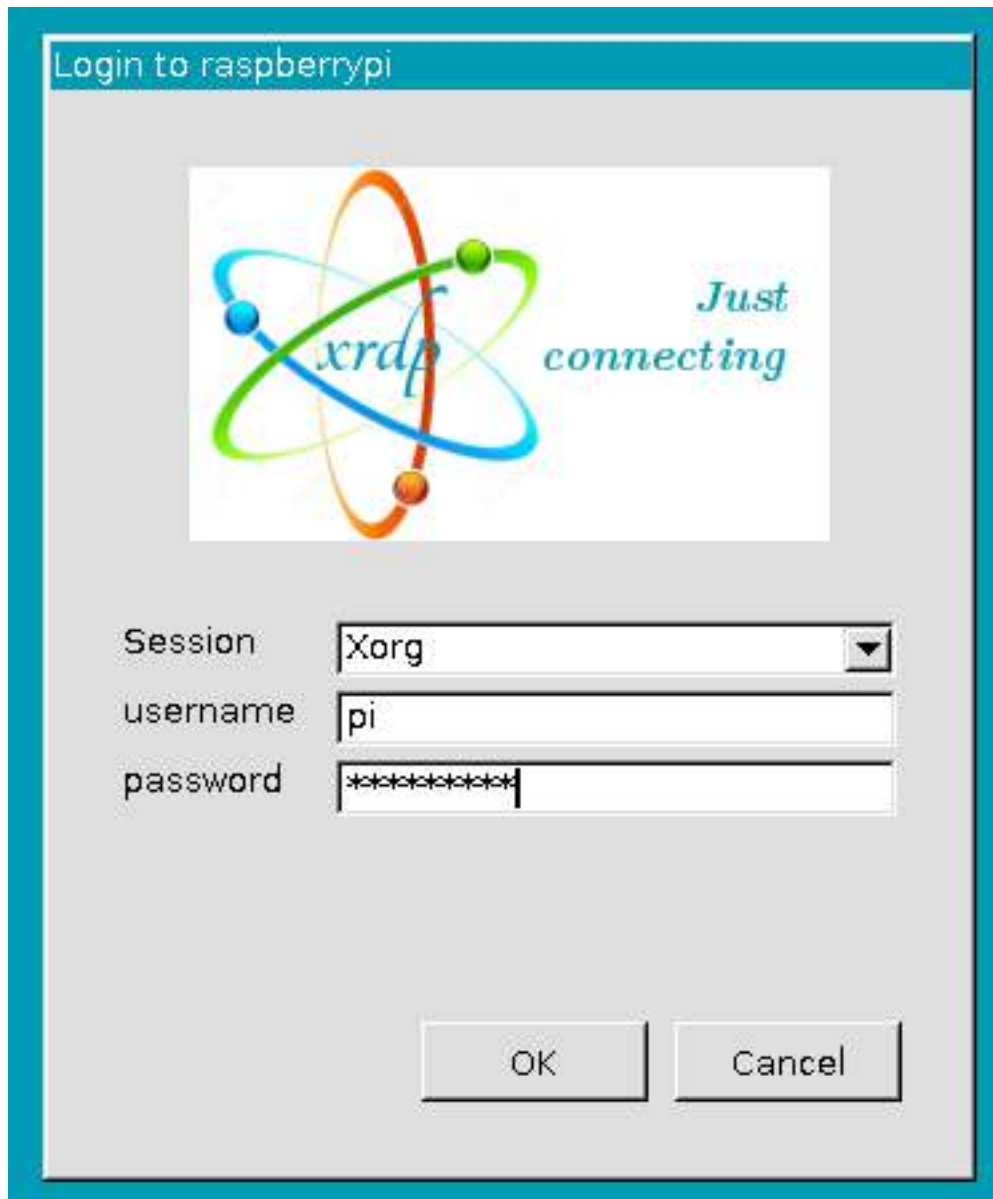 Login to raspberrypi
xrdp
Just
connecting
Session
Xorg
username
pi
password
*********
OK
Cancel